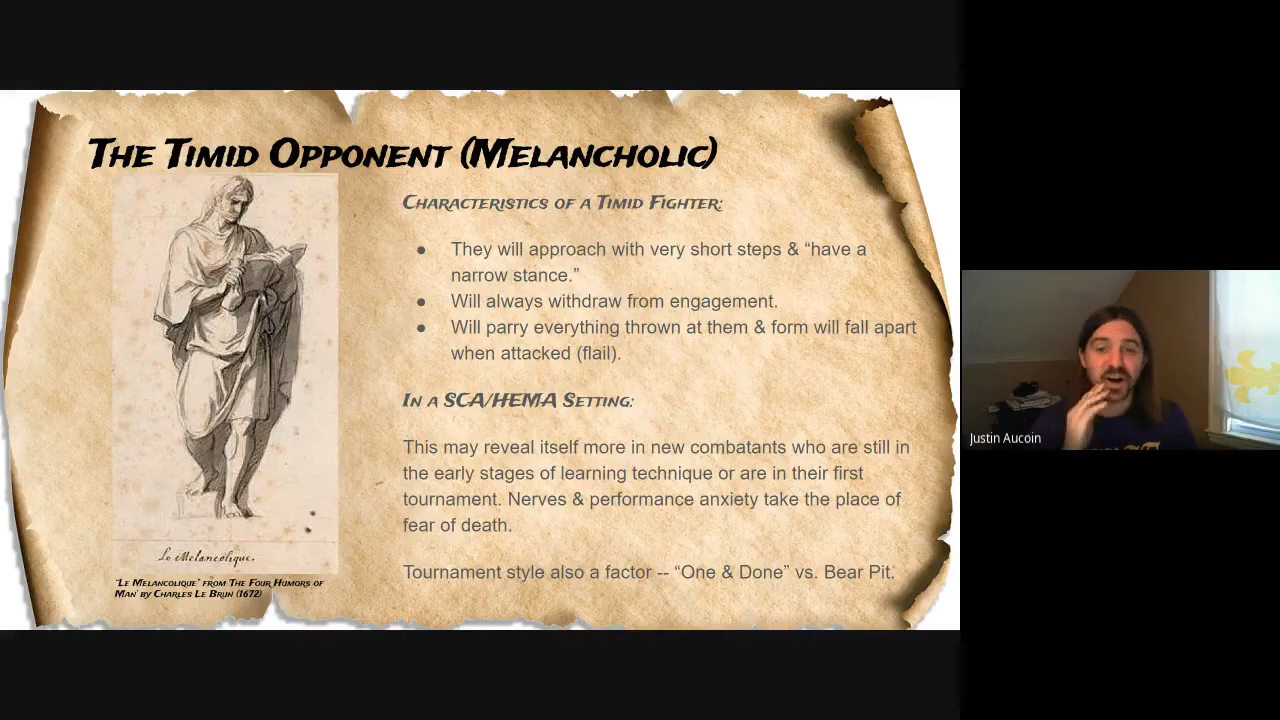 The Timid Opponent (Melancholic)
Characteristics of a Timid Fighter:
● They will approach with very short steps & “have a
narrow stance.”
● Will always withdraw from engagement.
● Will parry everything thrown at them & form will fall apart
when attacked (flail).
In a SCA/HEMA Setting:
This may reveal itself more in new combatants who are still in
the early stages of learning technique or are in their first
tournament. Nerves & performance anxiety take the place of
fear of death.
Tournament style also a factor -- “One & Done” vs. Bear Pit.
Le Melancolique.
"Le Melancolique" from The Four Humors of
Man' by Charles Le Brun (1672)
Justin Aucoin